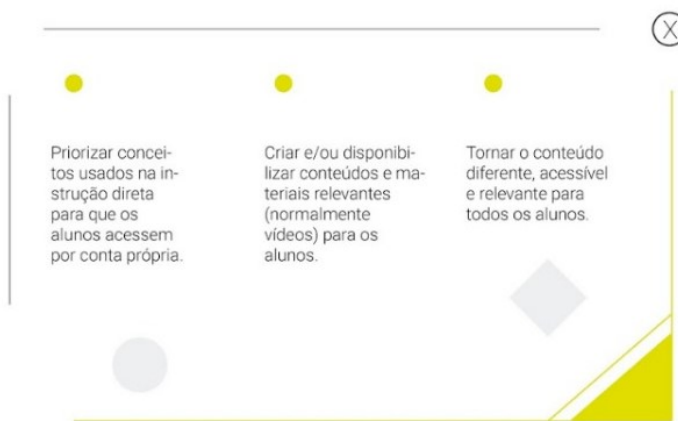 X
Priorizar concei-
tos usados na in-
strução direta
para que os
alunos acessem
por conta própria.
Criar e/ou disponibi-
lizar conteúdos e ma-
teriais relevantes
(normalmente
vídeos) para os
alunos.
Tornar o conteúdo
diferente, acessível
e relevante para
todos os alunos.